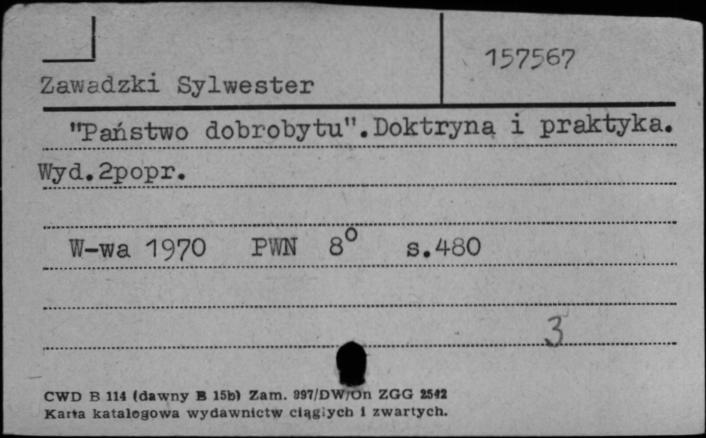 157567
Zawadzki Sylwester
"Państwo dobrobytu".Doktryna i praktyka.
Wyd.2popr.
W-wa 1970 PWN 8° s.480
3
CWD B 114 (dawny B 15b) Zam. 997/DW/On ZGG 2542
Karta katalogowa wydawnictw ciągłych i zwartych.